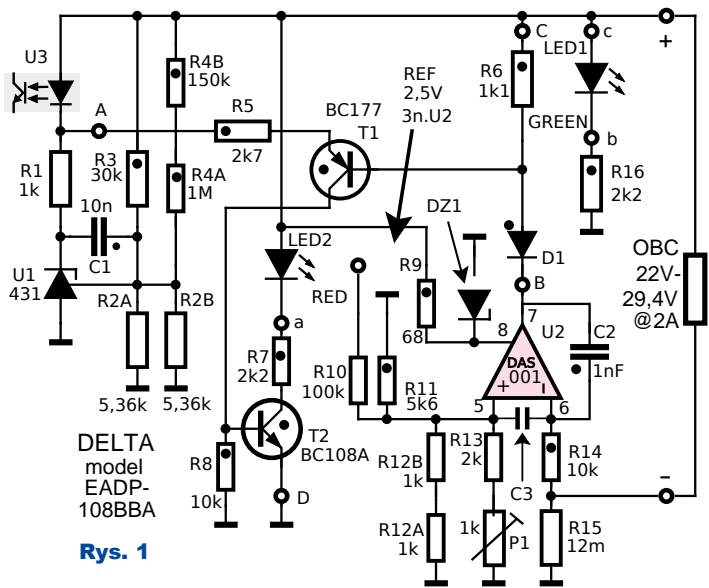 U3
R4B
150k
A
R5
2k7
BC177
T1
REF
2,5V
3n.U2
C
R6
1k1
c
LED1
GREEN
b
R16
2k2
+
R1
1k
R3
30k
R4A
1M
10n
C1
U1
431
R2A
R2B
5,36k
5,36k
LED2
RED
a
R7
2k2
T2
BC108A
R8
10k
D
DZ1
R9
68
D1
B
7
8
U2
C2
1nF
DAS
001
+
-
5
6
R10
100k
R11
5k6
R12B
1k
R12A
1k
R13
2k
1k
P1
C3
R14
10k
R15
12m
OBC
22V-
29,4V
@2A
–
DELTA
model
EADP-
108BBA
Rys. 1